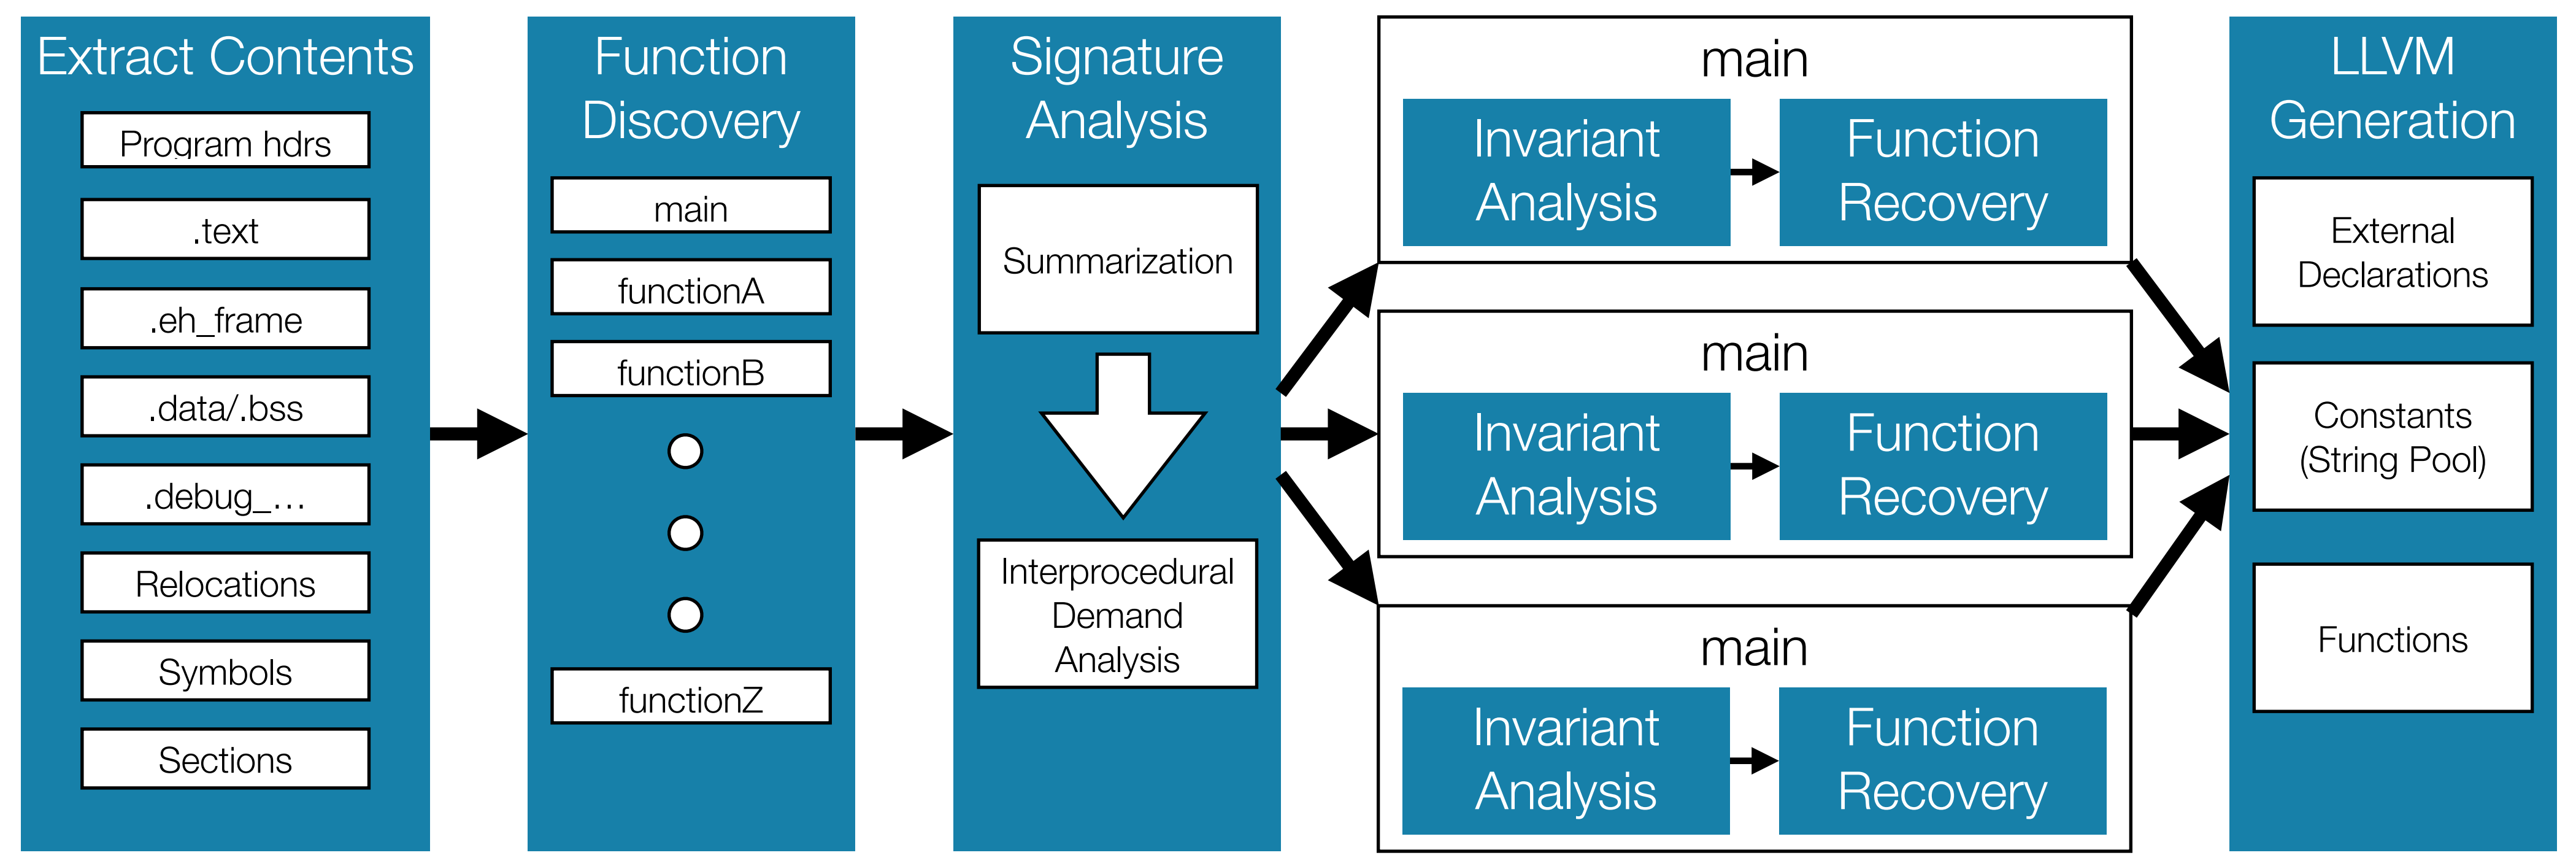 Extract Contents
Program hdrs
.text
.eh_frame
.data/.bss
.debug_...
Relocations
Symbols
Sections
Function
Discovery
main
functionA
functionB
functionZ
Signature
Analysis
Summarization
Interprocedural
Demand
Analysis
main
Invariant
Analysis
Function
Recovery
main
Invariant
Analysis
Function
Recovery
main
Invariant
Analysis
Function
Recovery
LLVM
Generation
External
Declarations
Constants
(String Pool)
Functions